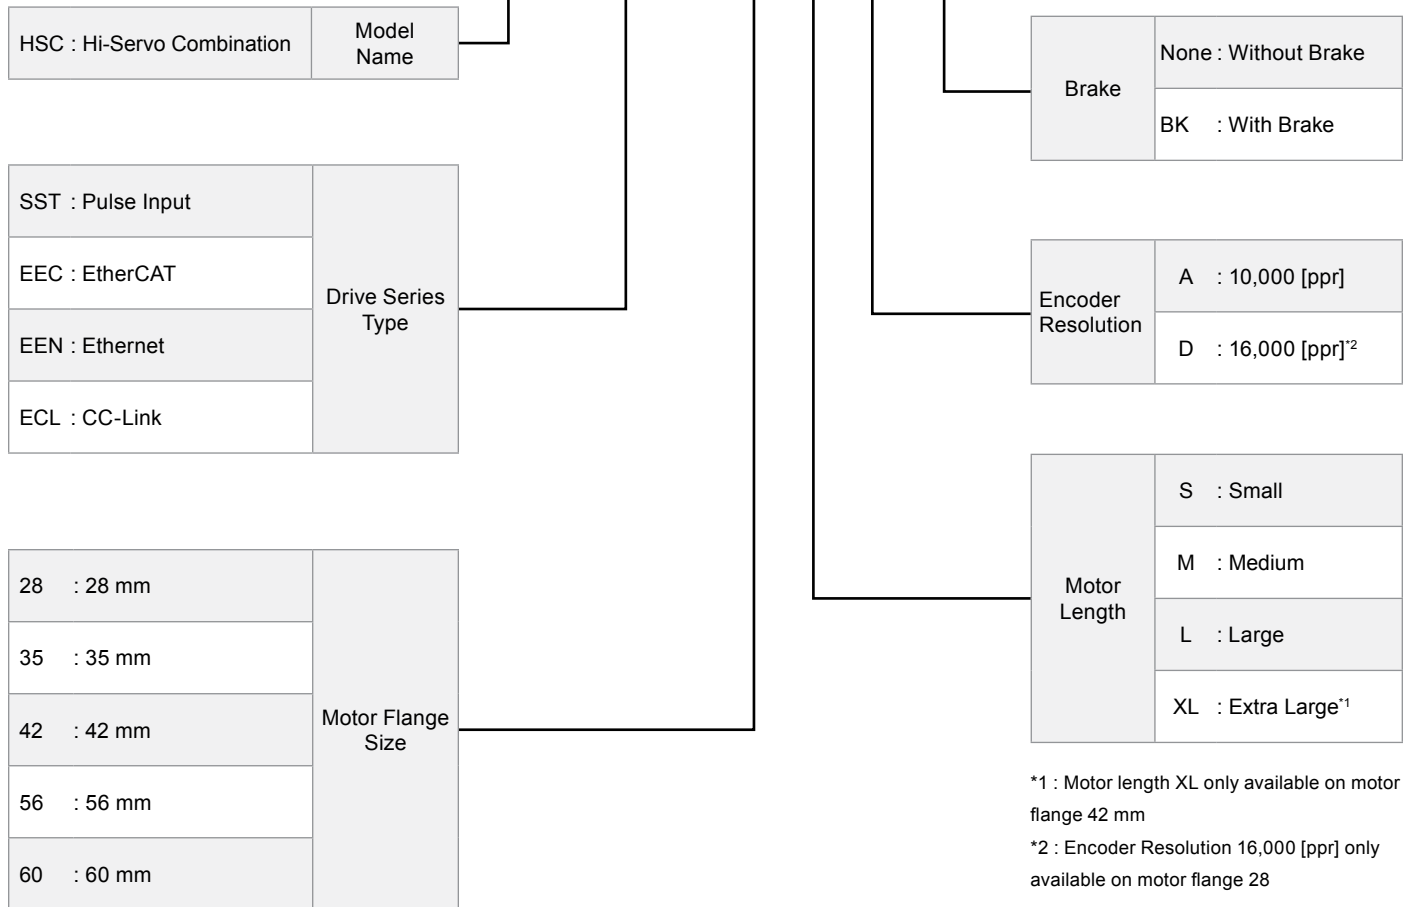 HSC : Hi-Servo Combination
Model
Name
SST : Pulse Input
EEC : EtherCAT
EEN : Ethernet
ECL : CC-Link
Drive Series
Type
28 : 28 mm
35 : 35 mm
42 : 42 mm
56 : 56 mm
60 : 60 mm
Motor Flange
Size
Brake
None : Without Brake
BK : With Brake
Encoder
Resolution
A : 10,000 [ppr]
D : 16,000 [ppr]*2
Motor
Length
S : Small
M : Medium
L : Large
XL : Extra Large*1
*1 : Motor length XL only available on motor
flange 42 mm
*2 : Encoder Resolution 16,000 [ppr] only
available on motor flange 28